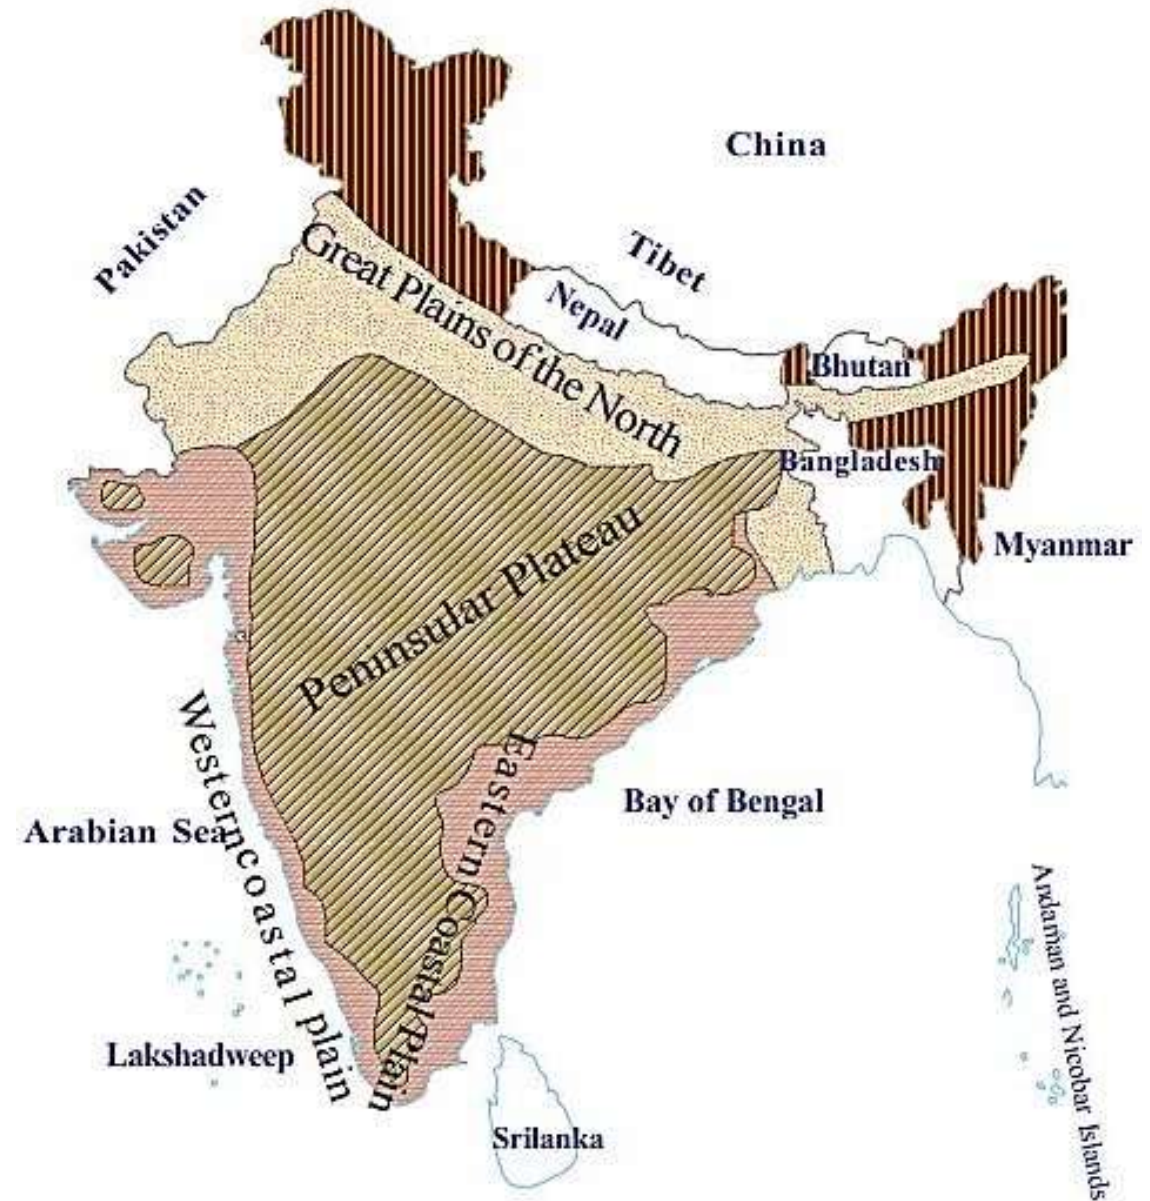 China
Pakistan
Tibet
Great Plains of the North
Nepal
Bhutan
Bangladesh
Peninsular Plateau
Myanmar
Western coastal plain
Eastern Coastal Plain
Bay of Bengal
Arabian Sea
Andaman and Nicobar Islands
Lakshadweep
Srilanka